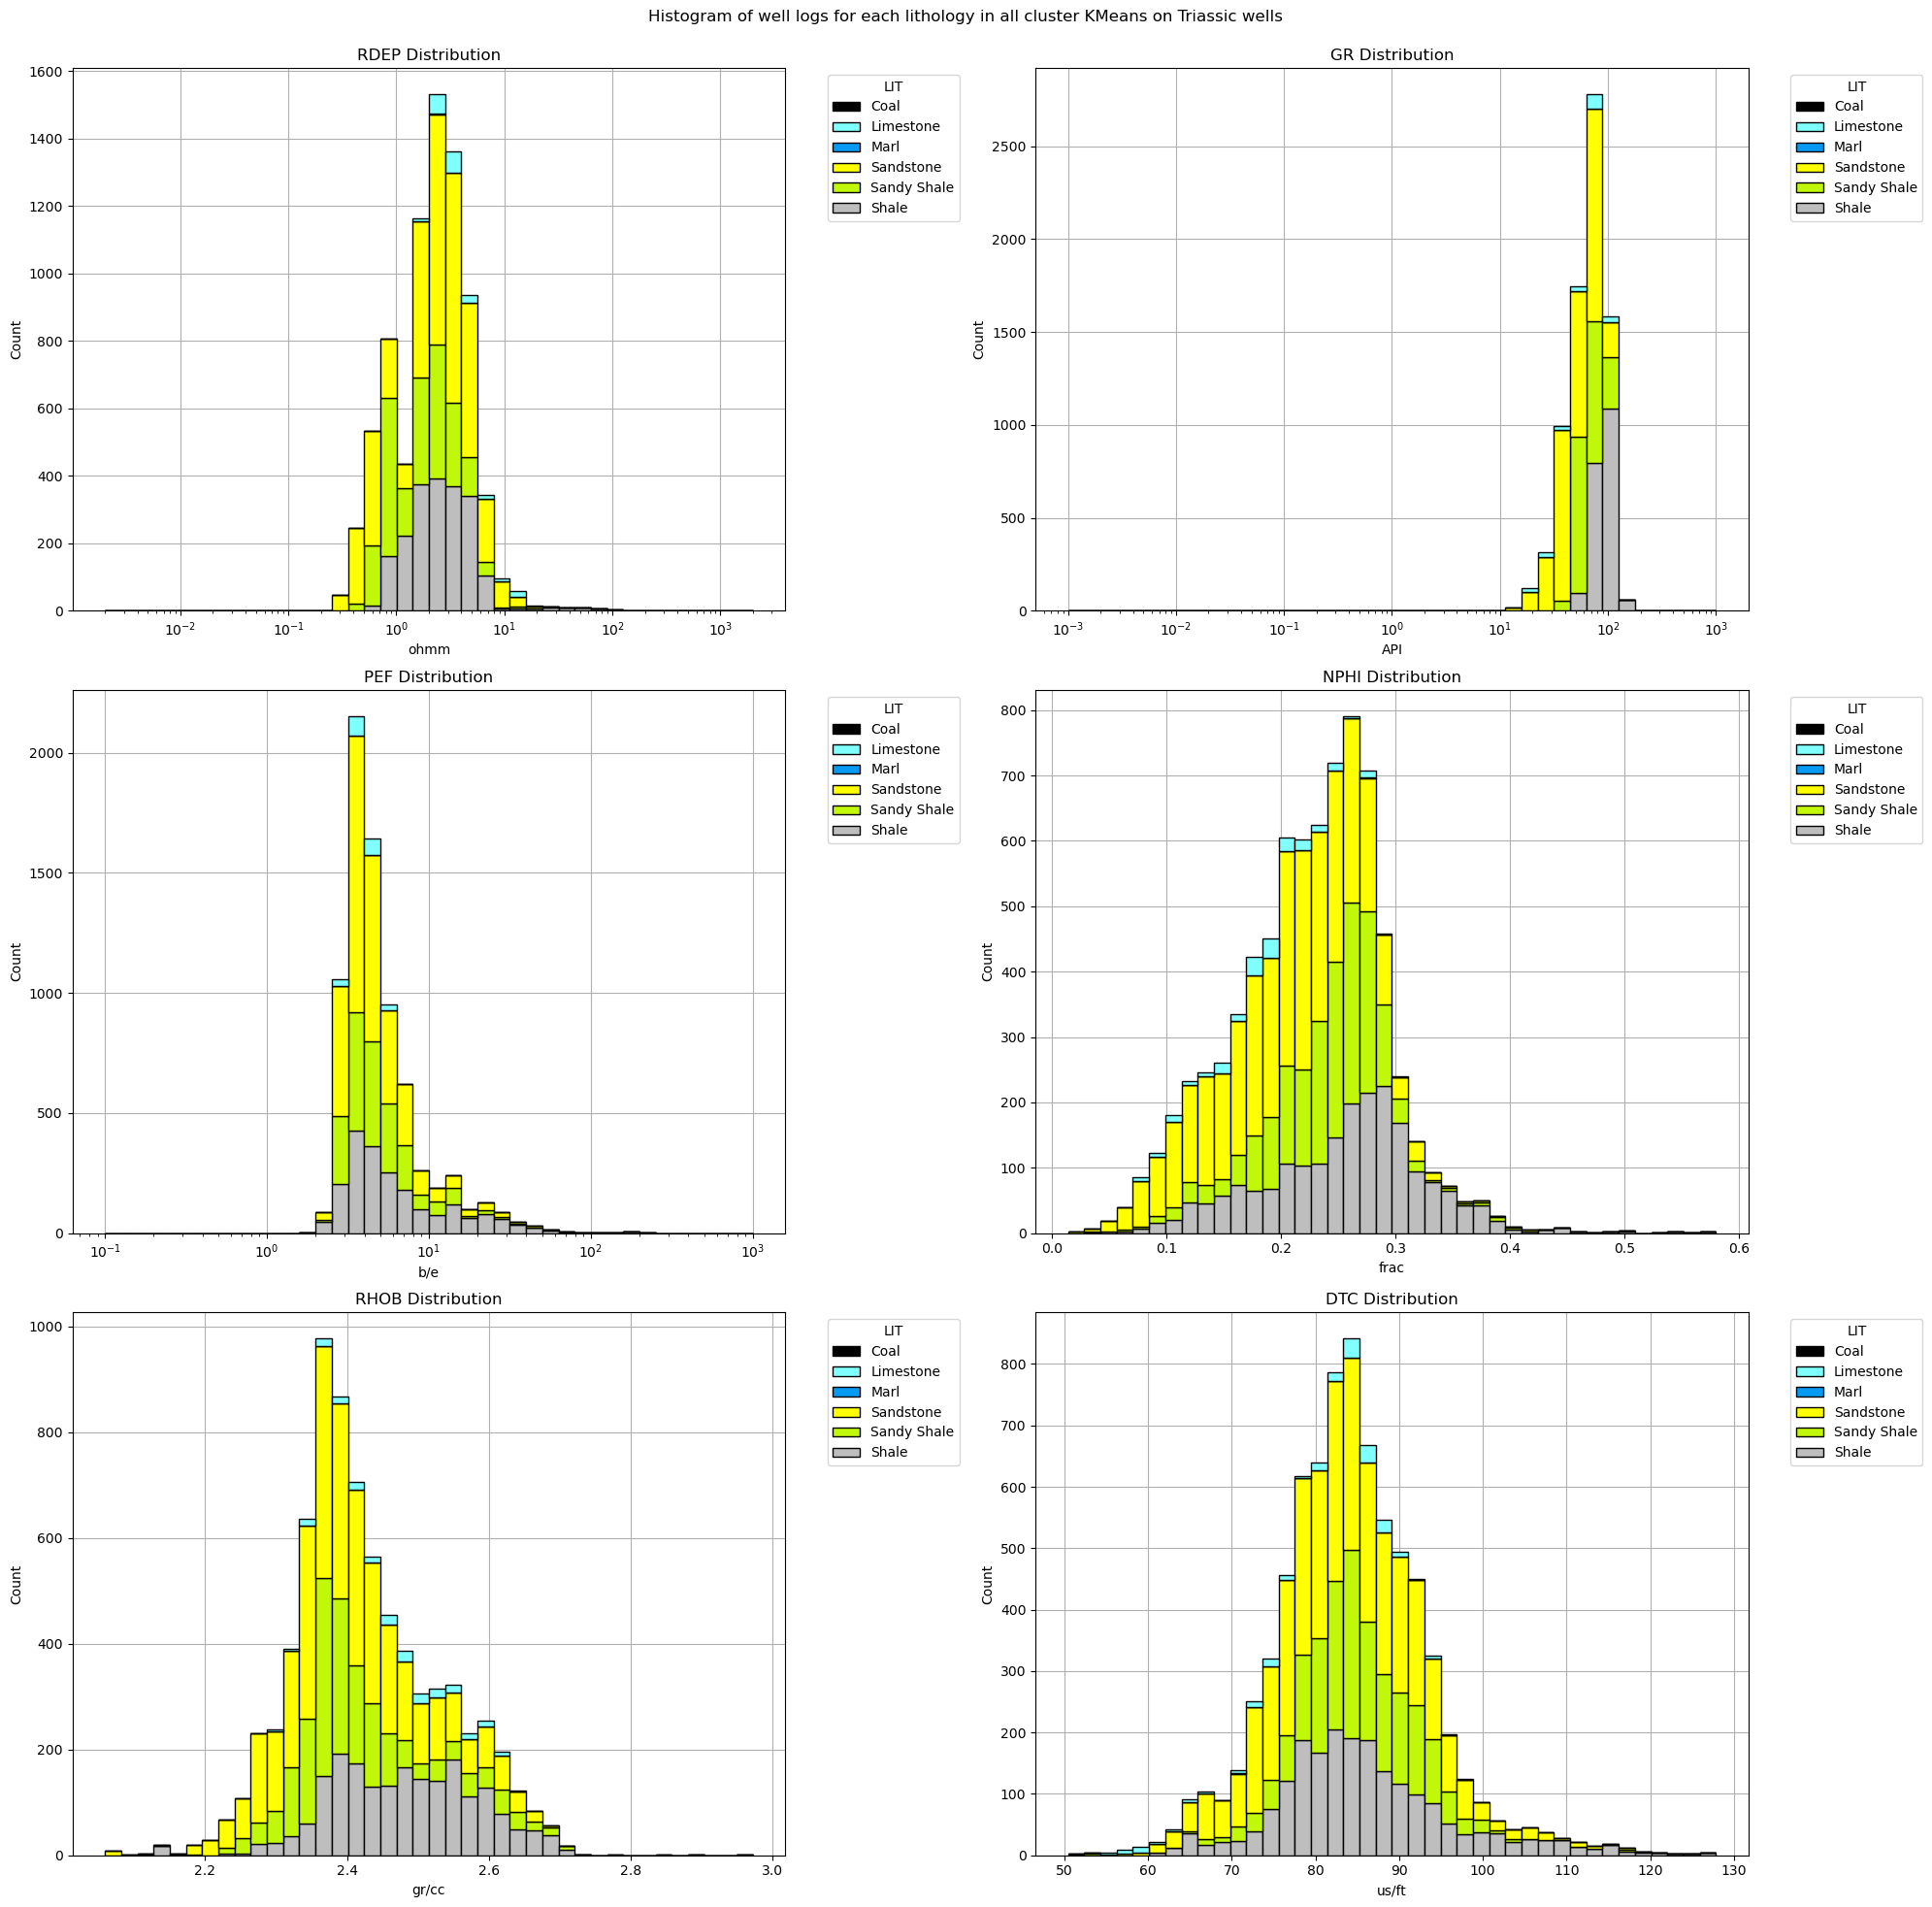 Histogram of well logs for each lithology in all cluster KMeans on Triassic wells
RDEP Distribution
Count
1600
1400
1200
1000
800
600
400
200
0
10⁻²
10⁻¹
10⁰
10¹
10²
10³
ohmm
LIT
Coal
Limestone
Marl
Sandstone
Sandy Shale
Shale
GR Distribution
Count
2500
2000
1500
1000
500
0
10⁻³
10⁻²
10⁻¹
10⁰
10¹
10²
10³
API
LIT
Coal
Limestone
Marl
Sandstone
Sandy Shale
Shale
PEF Distribution
Count
2000
1500
1000
500
0
10⁻¹
10⁰
10¹
10²
10³
b/e
LIT
Coal
Limestone
Marl
Sandstone
Sandy Shale
Shale
NPHI Distribution
Count
800
700
600
500
400
300
200
100
0
0.0
0.1
0.2
0.3
0.4
0.5
0.6
frac
LIT
Coal
Limestone
Marl
Sandstone
Sandy Shale
Shale
RHOB Distribution
Count
1000
800
600
400
200
0
2.2
2.4
2.6
2.8
3.0
gr/cc
LIT
Coal
Limestone
Marl
Sandstone
Sandy Shale
Shale
DTC Distribution
Count
800
700
600
500
400
300
200
100
0
50
60
70
80
90
100
110
120
130
us/ft
LIT
Coal
Limestone
Marl
Sandstone
Sandy Shale
Shale